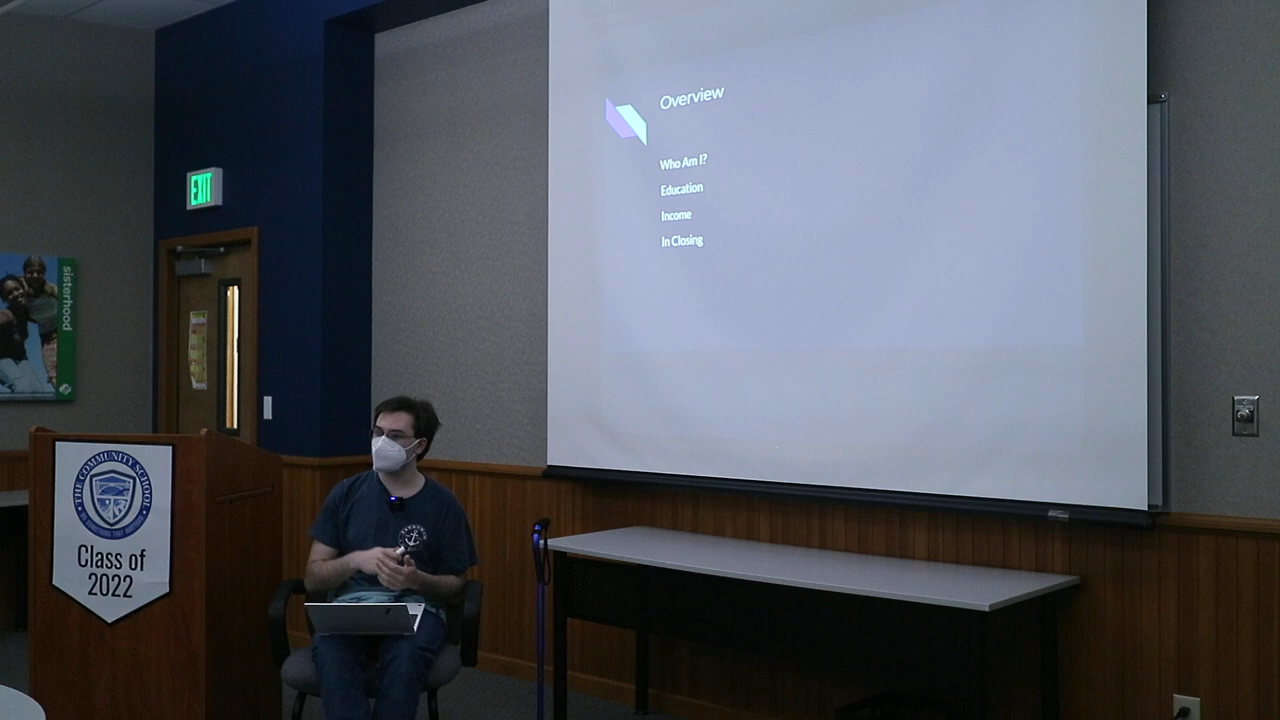 Overview
Who Am I?
Education
Income
In Closing
EXIT
sisterhood
THE COMMUNITY SCHOOL
Class of
2022